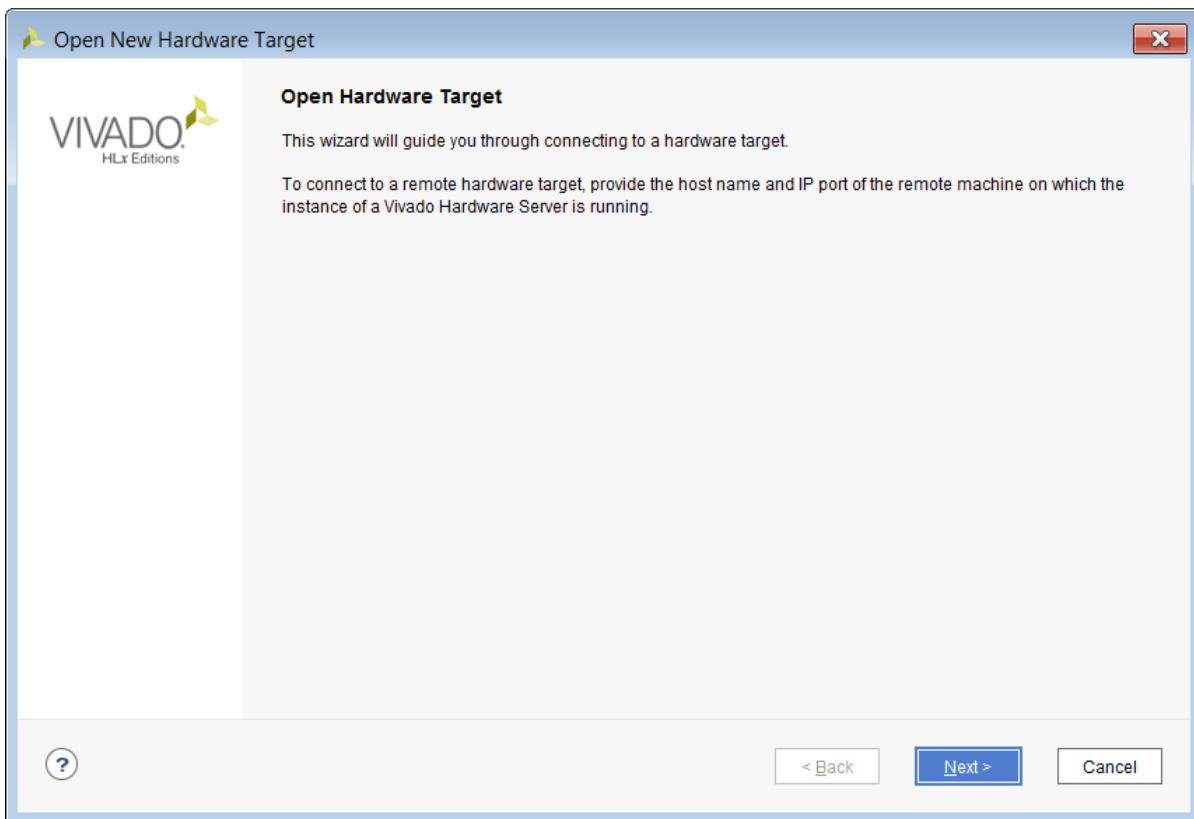 Open New Hardware Target
VIVADO.
HLx Editions
Open Hardware Target
This wizard will guide you through connecting to a hardware target.
To connect to a remote hardware target, provide the host name and IP port of the remote machine on which the
instance of a Vivado Hardware Server is running.
?
< Back
Next >
Cancel